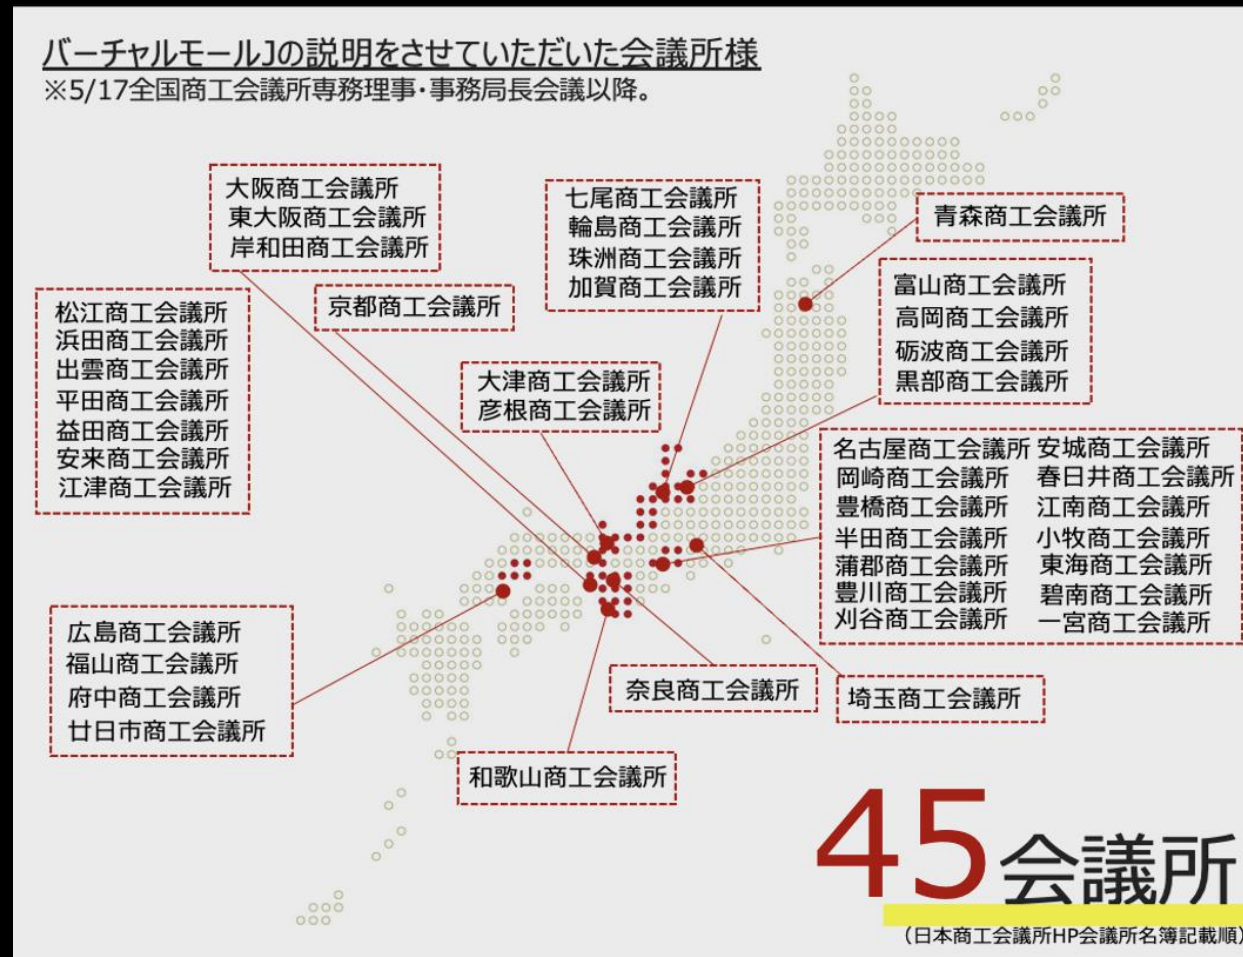 バーチャルモールJの説明をさせていただいた会議所様
※5/17全国商工会議所専務理事・事務局長会議以降。
大阪商工会議所
東大阪商工会議所
岸和田商工会議所
七尾商工会議所
輪島商工会議所
珠洲商工会議所
加賀商工会議所
青森商工会議所
松江商工会議所
浜田商工会議所
出雲商工会議所
平田商工会議所
益田商工会議所
安来商工会議所
江津商工会議所
京都商工会議所
富山商工会議所
高岡商工会議所
砺波商工会議所
黒部商工会議所
大津商工会議所
彦根商工会議所
名古屋商工会議所 安城商工会議所
岡崎商工会議所 春日井商工会議所
豊橋商工会議所 江南商工会議所
半田商工会議所 小牧商工会議所
蒲郡商工会議所 東海商工会議所
豊川商工会議所 碧南商工会議所
刈谷商工会議所 一宮商工会議所
広島商工会議所
福山商工会議所
府中商工会議所
廿日市商工会議所
奈良商工会議所
埼玉商工会議所
和歌山商工会議所
45会議所
(日本商工会議所HP会議所名簿記載順)